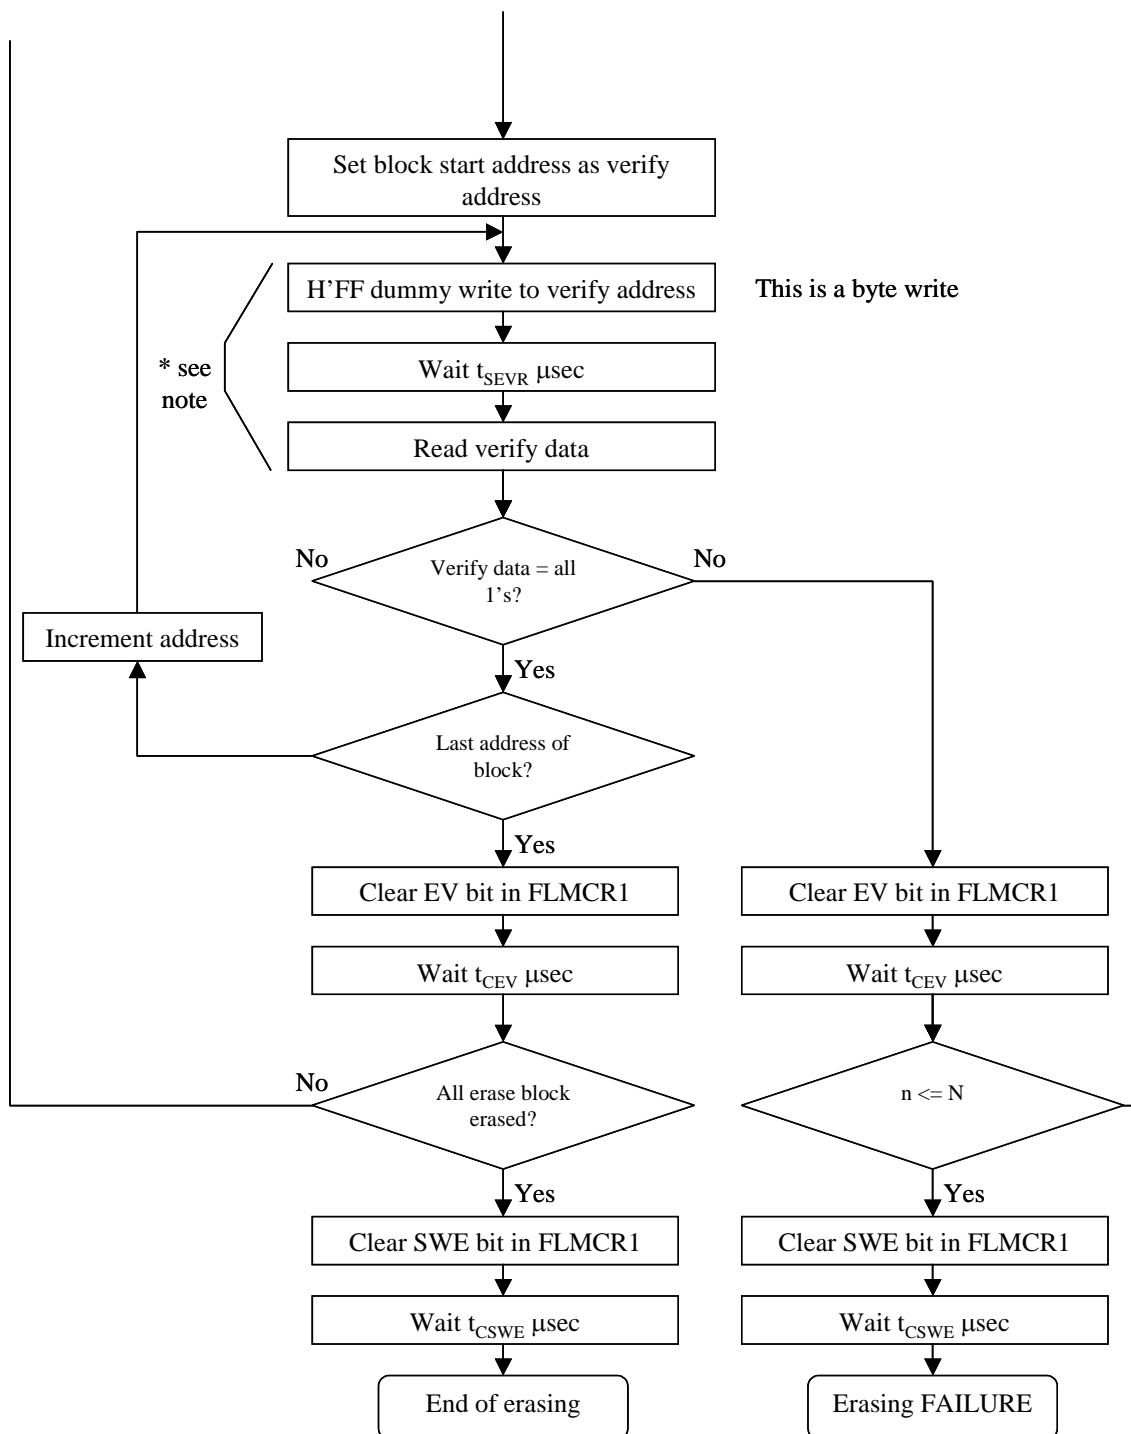 Set block start address as verify
address
H'FF dummy write to verify address
This is a byte write
Wait tSEVR μsec
* see
note
Read verify data
No
No
Verify data = all
1's?
Increment address
Yes
Last address of
block?
Yes
Clear EV bit in FLMCR1
Clear EV bit in FLMCR1
Wait tCEV μsec
Wait tCEV μsec
No
All erase block
erased?
n <= N
Yes
Yes
Clear SWE bit in FLMCR1
Clear SWE bit in FLMCR1
Wait tCSWE μsec
Wait tCSWE μsec
End of erasing
Erasing FAILURE